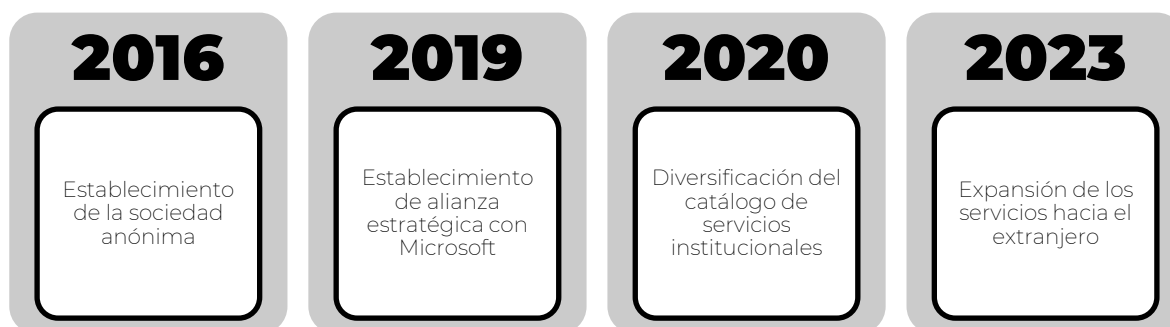 2016
Establecimiento
de la sociedad
anónima
2019
Establecimiento
de alianza
estratégica con
Microsoft
2020
Diversificación del
catálogo de
servicios
institucionales
2023
Expansión de los
servicios hacia el
extranjero